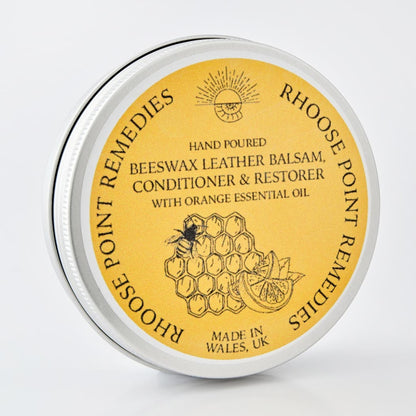 RHOOSE POINT REMEDIES
RHOOSE POINT REMEDIES
HAND POURED
BEESWAX LEATHER BALSAM,
CONDITIONER & RESTORER
WITH ORANGE ESSENTIAL OIL
MADE IN
WALES, UK